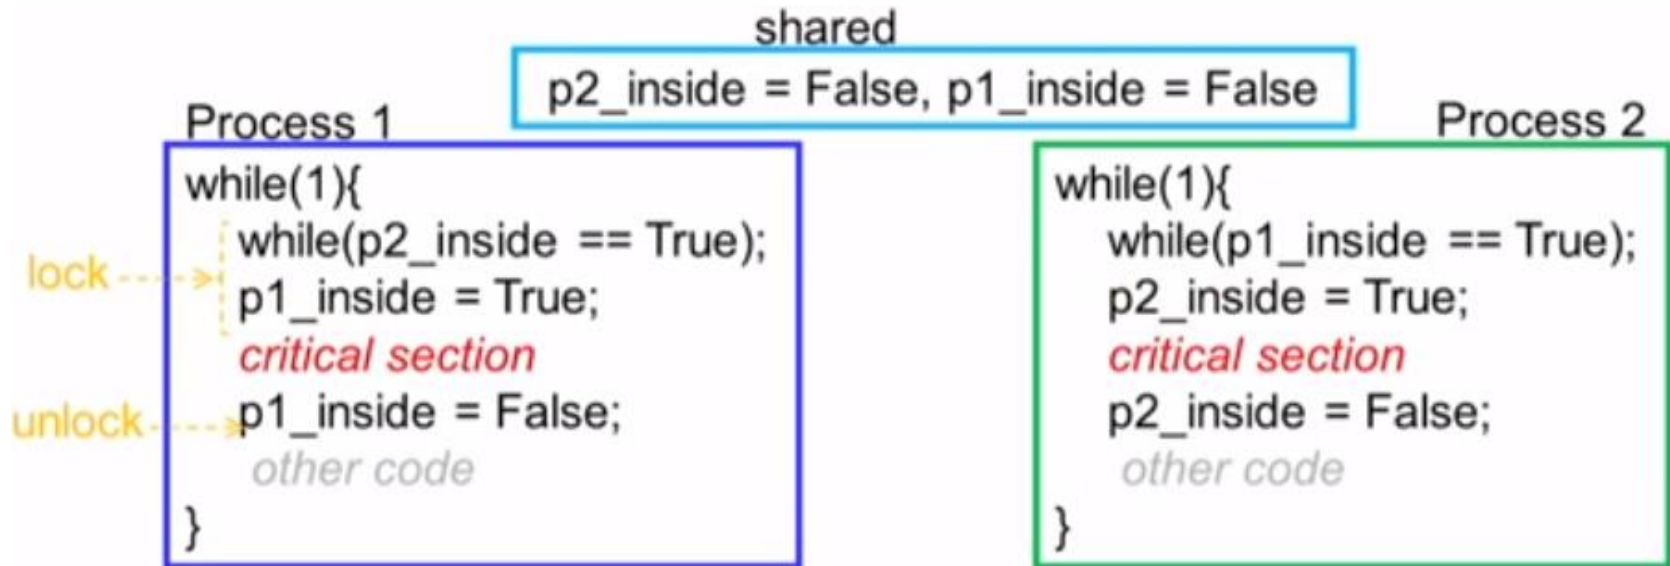 shared
p2_inside = False, p1_inside = False
Process 1
while(1){
while(p2_inside == True);
p1_inside = True;
critical section
p1_inside = False;
other code
}
lock
unlock
Process 2
while(1){
while(p1_inside == True);
p2_inside = True;
critical section
p2_inside = False;
other code
}